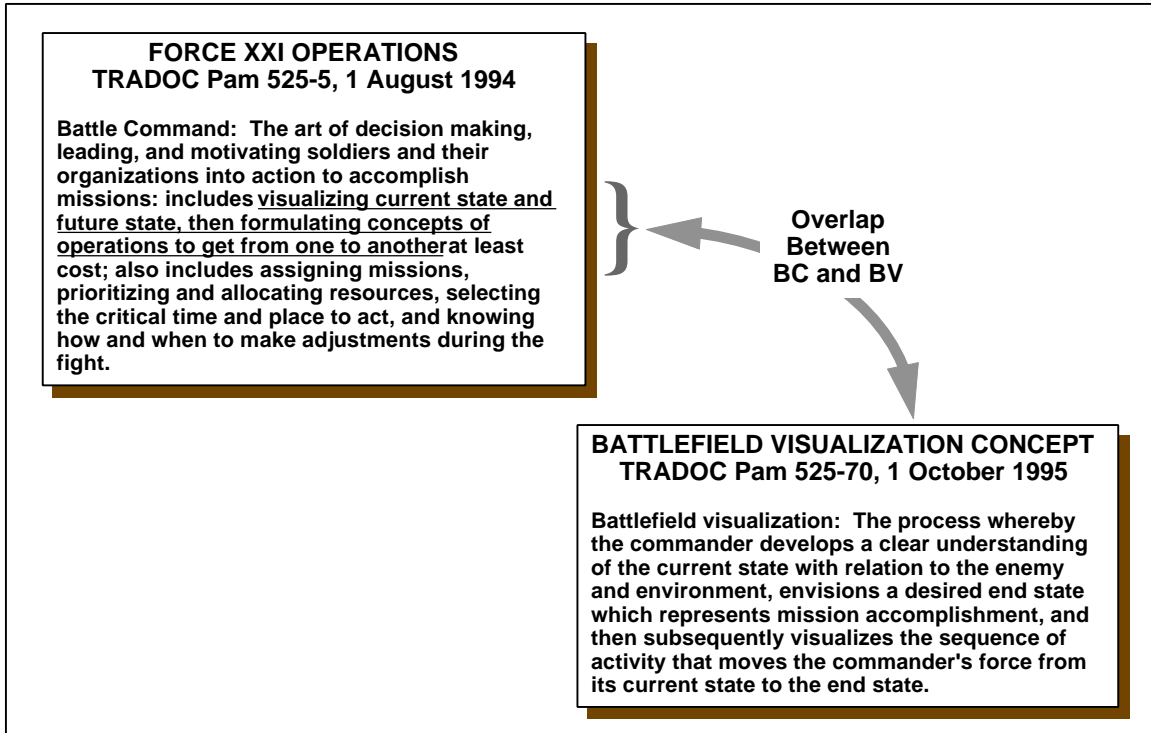 FORCE XXI OPERATIONS
TRADOC Pam 525-5, 1 August 1994
Battle Command:  The art of decision making,
leading, and motivating soldiers and their
organizations into action to accomplish
missions: includes visualizing current state and
future state, then formulating concepts of
operations to get from one to anotherat least
cost; also includes assigning missions,
prioritizing and allocating resources, selecting
the critical time and place to act, and knowing
how and when to make adjustments during the
fight.
Overlap
Between
BC and BV
BATTLEFIELD VISUALIZATION CONCEPT
TRADOC Pam 525-70, 1 October 1995
Battlefield visualization:  The process whereby
the commander develops a clear understanding
of the current state with relation to the enemy
and environment, envisions a desired end state
which represents mission accomplishment, and
then subsequently visualizes the sequence of
activity that moves the commander's force from
its current state to the end state.